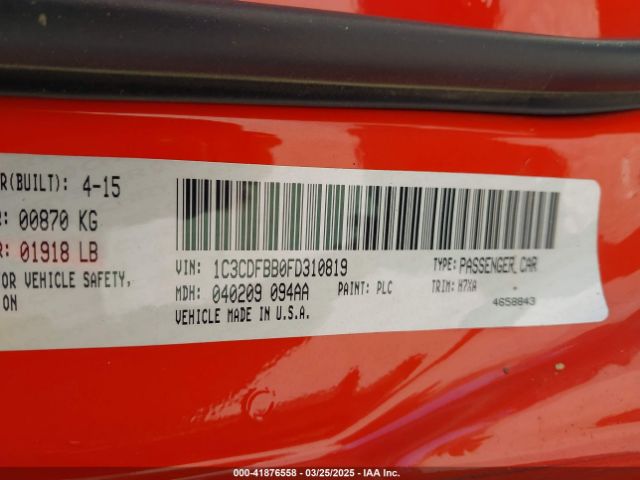 R(BUILT): 4-15
: 00870 KG
R: 01918 LB
OR VEHICLE SAFETY,
ON
VIN: 1C3CDFBB0FD310819 TYPE: PASSENGER CAR
MDH: 040209 094AA PAINT: PLC TRIM: H7XA
VEHICLE MADE IN U.S.A. 4658843
000-41876558 - 03/25/2025 - IAA Inc.